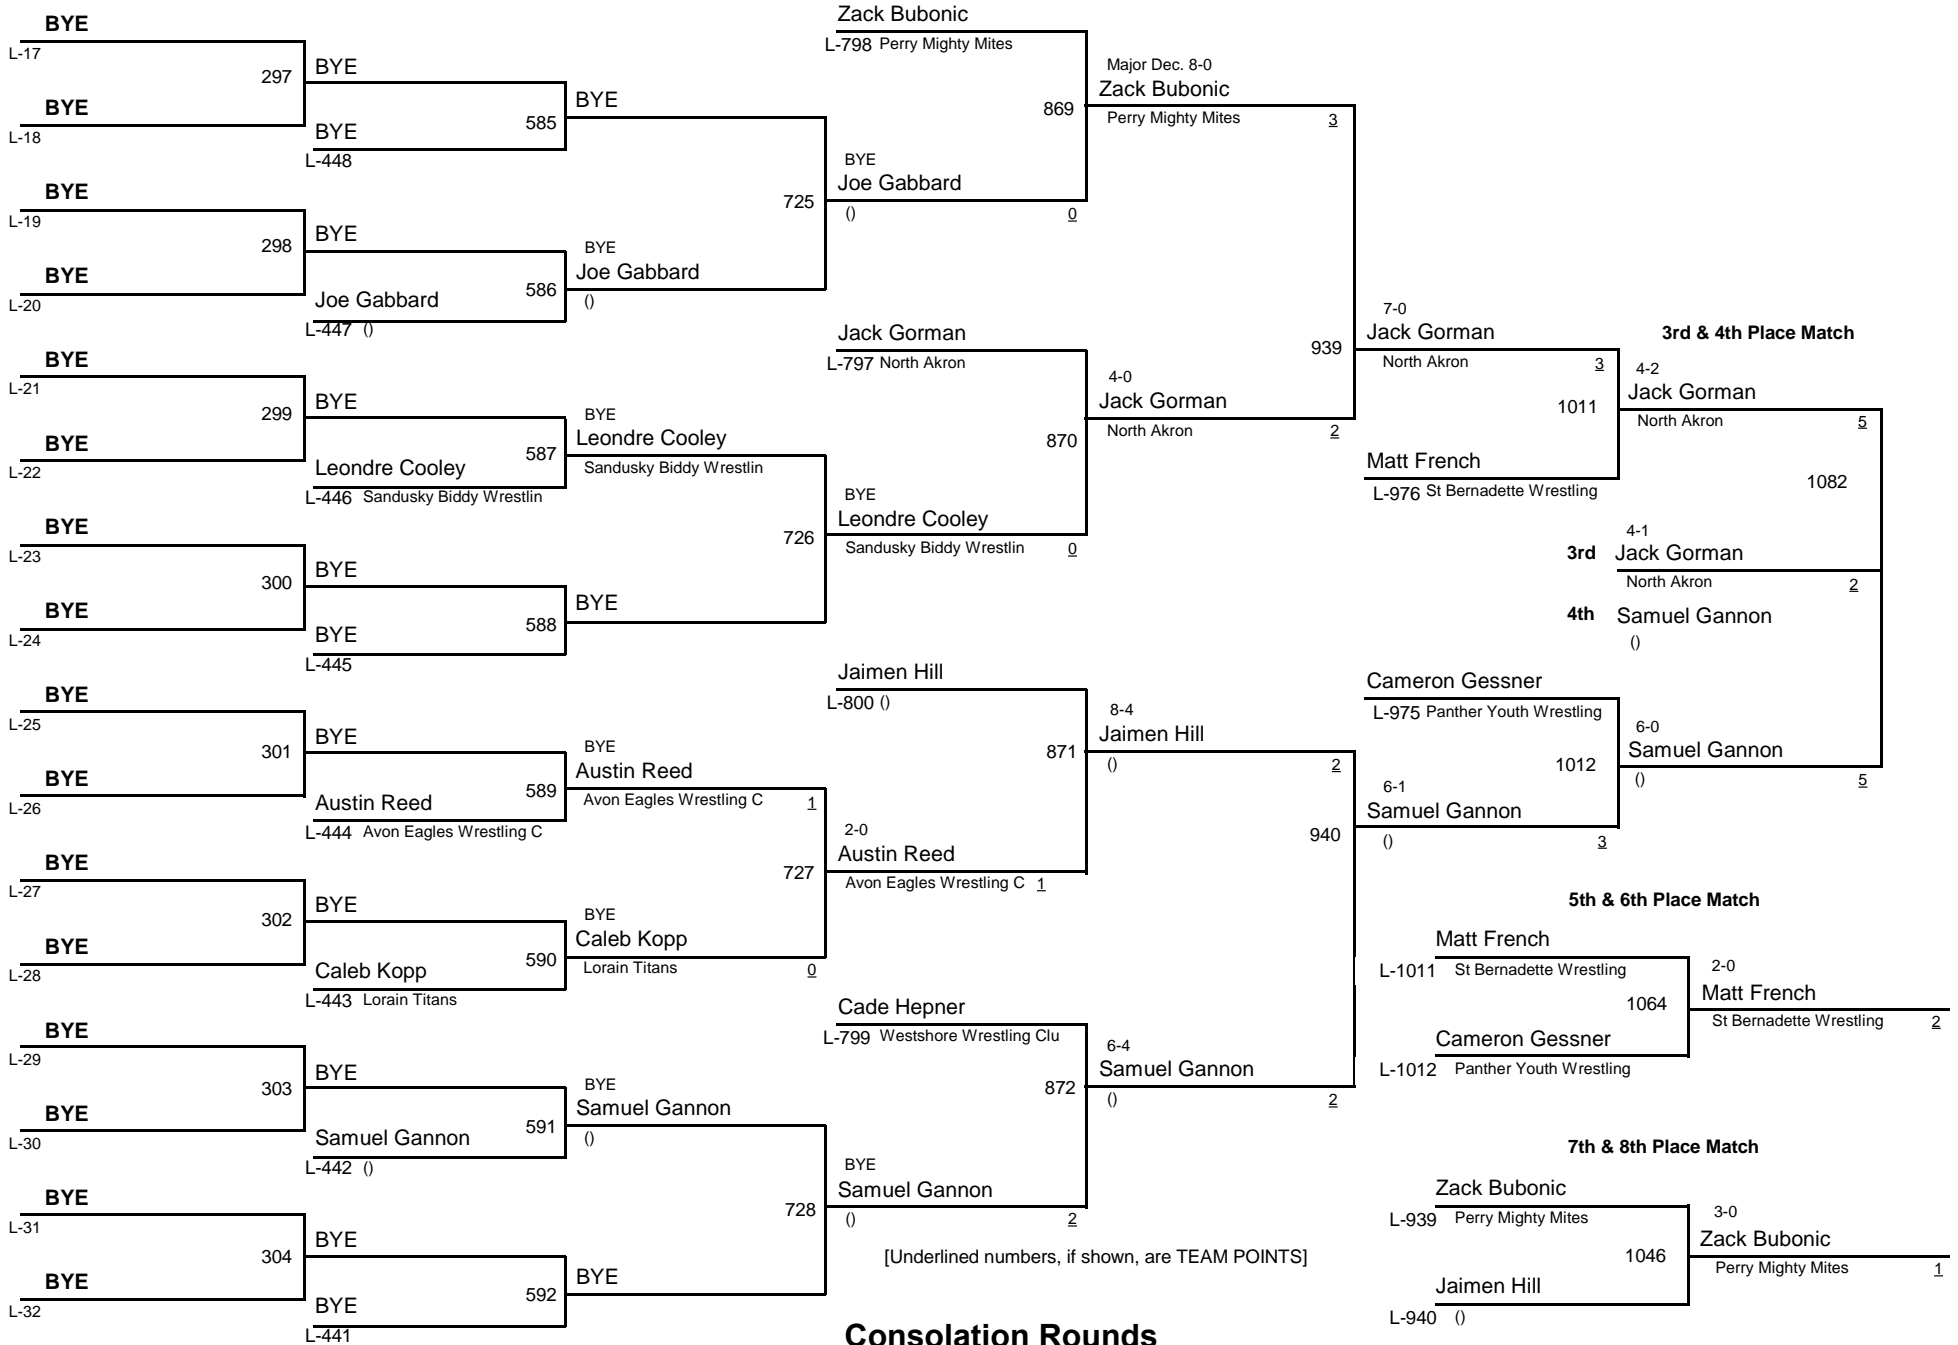 BYE
L-17
297
BYE
L-18
BYE
585
BYE
L-448
BYE
BYE
L-19
298
BYE
L-20
BYE
586
Joe Gabbard
L-447 ()
BYE
Joe Gabbard
()
725
BYE
Joe Gabbard
()
0
Zack Bubonic
L-798 Perry Mighty Mites
869
Major Dec. 8-0
Zack Bubonic
Perry Mighty Mites
3
BYE
L-21
299
BYE
L-22
BYE
587
Leondre Cooley
L-446 Sandusky Biddy Wrestlin
BYE
Leondre Cooley
Sandusky Biddy Wrestlin
BYE
L-23
300
BYE
L-24
BYE
588
BYE
L-445
BYE
726
BYE
Leondre Cooley
Sandusky Biddy Wrestlin
0
Jack Gorman
L-797 North Akron
870
4-0
Jack Gorman
North Akron
2
939
7-0
Jack Gorman
North Akron
3
1011
Matt French
L-976 St Bernadette Wrestling
3rd & 4th Place Match
4-2
Jack Gorman
North Akron
5
1082
4-1
3rd Jack Gorman
North Akron
2
4th Samuel Gannon
()
BYE
L-25
301
BYE
L-26
BYE
589
Austin Reed
L-444 Avon Eagles Wrestling C
BYE
Austin Reed
Avon Eagles Wrestling C
1
BYE
L-27
302
BYE
L-28
BYE
590
Caleb Kopp
L-443 Lorain Titans
BYE
Caleb Kopp
Lorain Titans
0
727
2-0
Austin Reed
Avon Eagles Wrestling C
1
Jaimen Hill
L-800 ()
871
8-4
Jaimen Hill
()
2
BYE
L-29
303
BYE
L-30
BYE
591
Samuel Gannon
L-442 ()
BYE
Samuel Gannon
()
BYE
L-31
304
BYE
L-32
BYE
592
BYE
L-441
BYE
728
BYE
Samuel Gannon
()
2
Cade Hepner
L-799 Westshore Wrestling Clu
872
6-4
Samuel Gannon
()
2
940
Cameron Gessner
L-975 Panther Youth Wrestling
1012
6-1
Samuel Gannon
()
3
6-0
Samuel Gannon
()
5
5th & 6th Place Match
Matt French
L-1011 St Bernadette Wrestling
1064
Cameron Gessner
L-1012 Panther Youth Wrestling
2-0
Matt French
St Bernadette Wrestling
2
7th & 8th Place Match
Zack Bubonic
L-939 Perry Mighty Mites
1046
Jaimen Hill
L-940 ()
3-0
Zack Bubonic
Perry Mighty Mites
1
[Underlined numbers, if shown, are TEAM POINTS]
Consolation Rounds